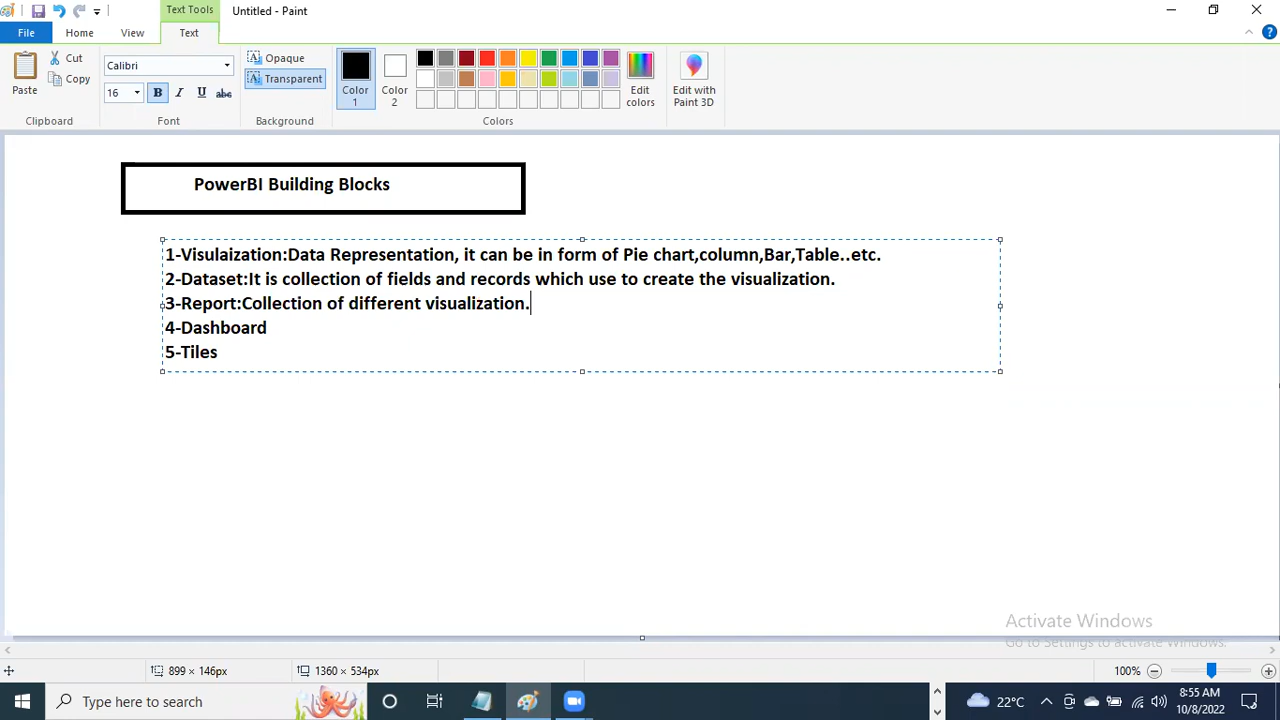 Text Tools
Untitled - Paint
File
Home
View
Text
Paste
Cut
Copy
Clipboard
Calibri
16
B
I
U
abc
Font
A
Opaque
A
Transparent
Background
Color 1
Color 2
Edit colors
Colors
Edit with Paint 3D
PowerBI Building Blocks
1-Visulaization:Data Representation, it can be in form of Pie chart,column,Bar,Table..etc.
2-Dataset:It is collection of fields and records which use to create the visualization.
3-Report:Collection of different visualization.
4-Dashboard
5-Tiles
Activate Windows
Go to Settings to activate Windows.
899 × 146px
1360 × 534px
100%
Type here to search
22°C
8:55 AM
10/8/2022